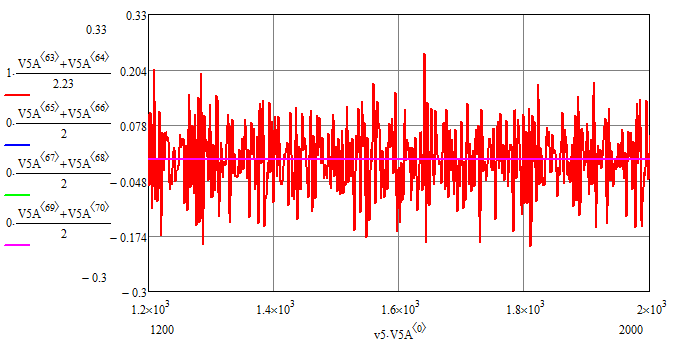 0.33
0.33
1·(V5A⟨63⟩+V5A⟨64⟩)/2.23
0·(V5A⟨65⟩+V5A⟨66⟩)/2
0·(V5A⟨67⟩+V5A⟨68⟩)/2
0·(V5A⟨69⟩+V5A⟨70⟩)/2
0.204
0.078
−0.048
−0.174
−0.3
−0.3
1.2×10³ 1.4×10³ 1.6×10³ 1.8×10³ 2×10³
1200 2000
v5·V5A⟨0⟩